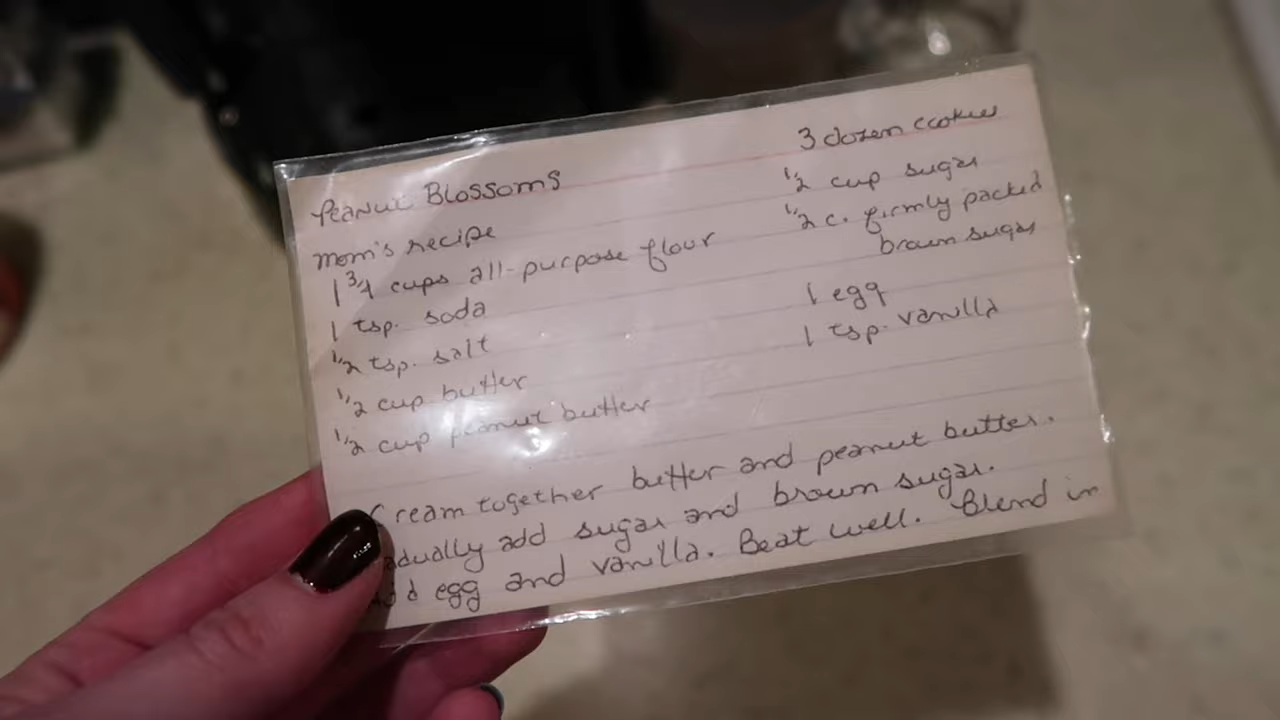 3 dozen cookies
Peanut Blossoms
Mom's recipe
1 3/4 cups all-purpose flour
1 tsp. soda
1/2 tsp. salt
1/2 cup butter
1/2 cup peanut butter
1/2 cup sugar
1/2 c. firmly packed
brown sugar
1 egg
1 tsp. vanilla
Cream together butter and peanut butter.
adually add sugar and brown sugar.
dd egg and vanilla. Beat well. Blend in